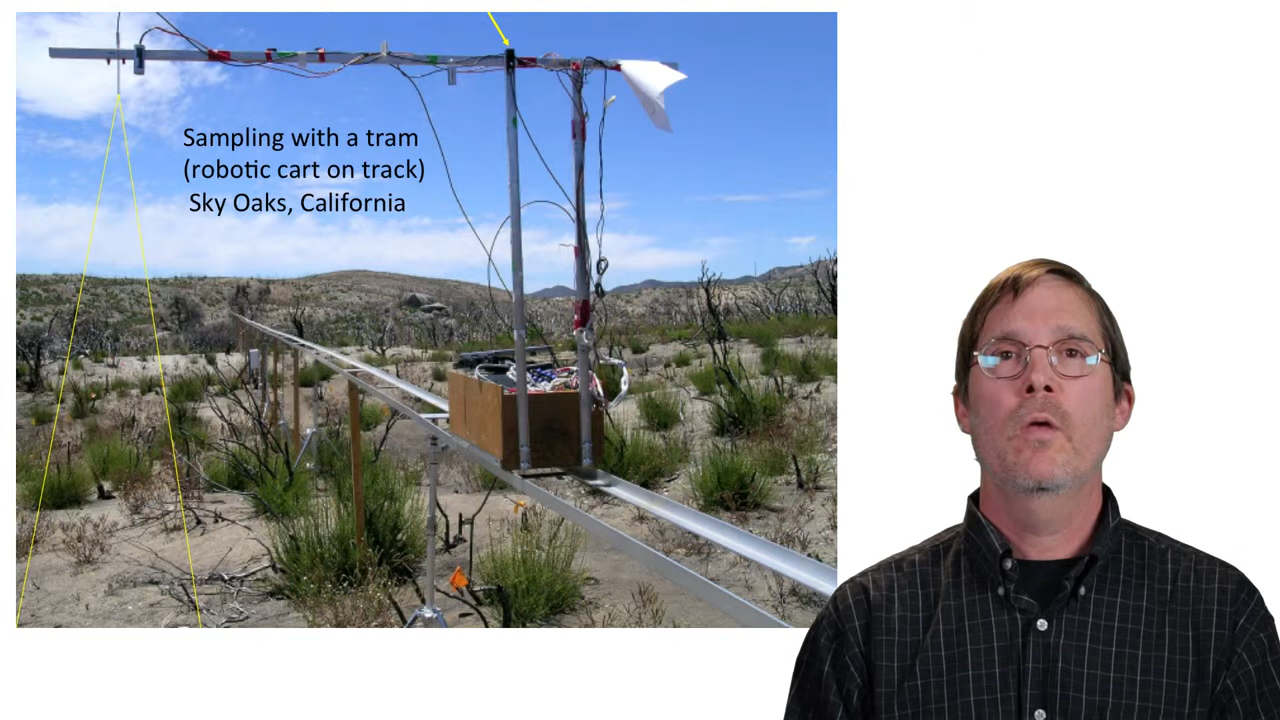 Sampling with a tram
(robotic cart on track)
Sky Oaks, California